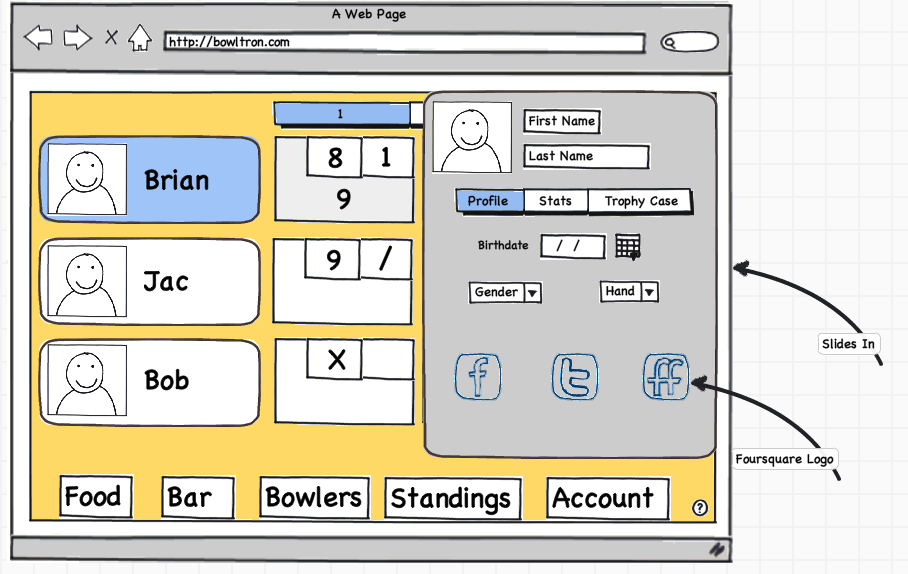 A Web Page
X
http://bowltron.com
1
First Name
Last Name
Brian
8 1
9
Profile Stats Trophy Case
Birthdate / /
Jac
9 /
Gender Hand
Slides In
Bob
X
f t ff
Foursquare Logo
Food Bar Bowlers Standings Account ?